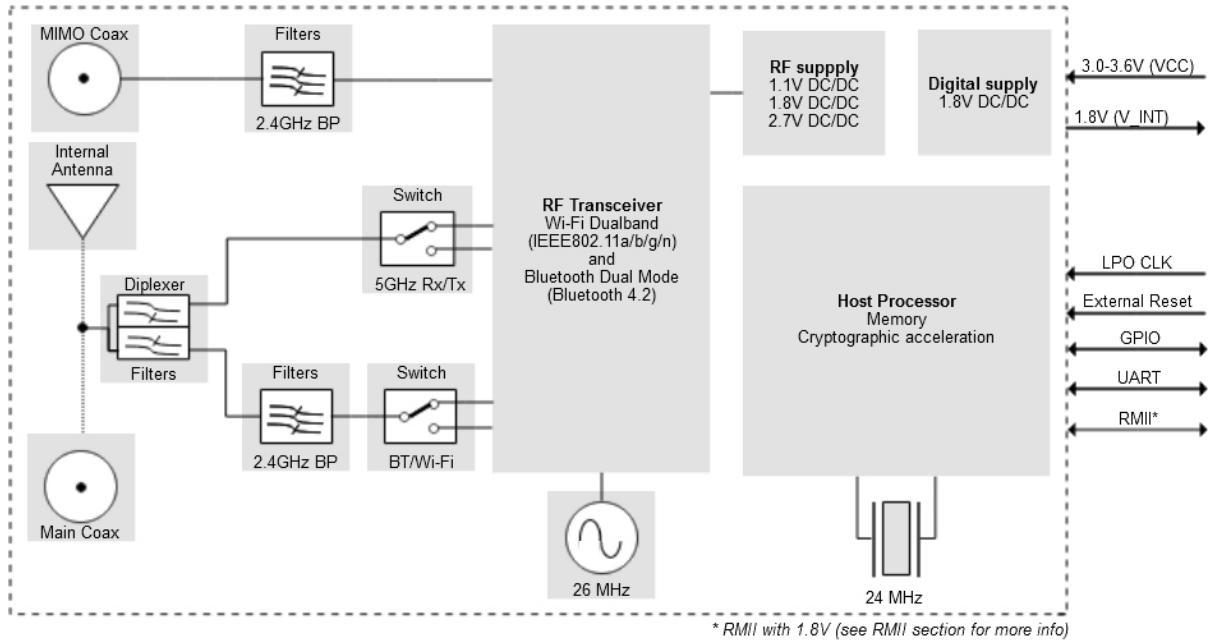 MIMO Coax
Filters
2.4GHz BP
Internal
Antenna
Switch
5GHz Rx/Tx
Diplexer
Filters
Filters
2.4GHz BP
Switch
BT/Wi-Fi
Main Coax
RF Transceiver
Wi-Fi Dualband
(IEEE802.11a/b/g/n)
and
Bluetooth Dual Mode
(Bluetooth 4.2)
26 MHz
RF suppply
1.1V DC/DC
1.8V DC/DC
2.7V DC/DC
Digital supply
1.8V DC/DC
Host Processor
Memory
Cryptographic acceleration
24 MHz
3.0-3.6V (VCC)
1.8V (V_INT)
LPO CLK
External Reset
GPIO
UART
RMII*
* RMII with 1.8V (see RMII section for more info)